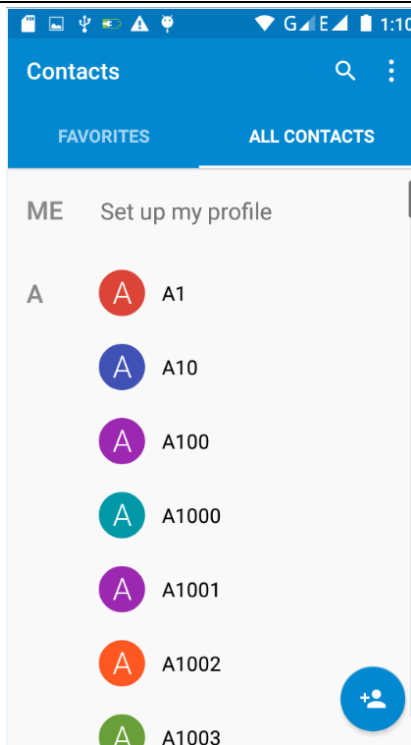 G E 1:10
Contacts
FAVORITES ALL CONTACTS
ME Set up my profile
A A A1
A A10
A A100
A A1000
A A1001
A A1002
A A1003